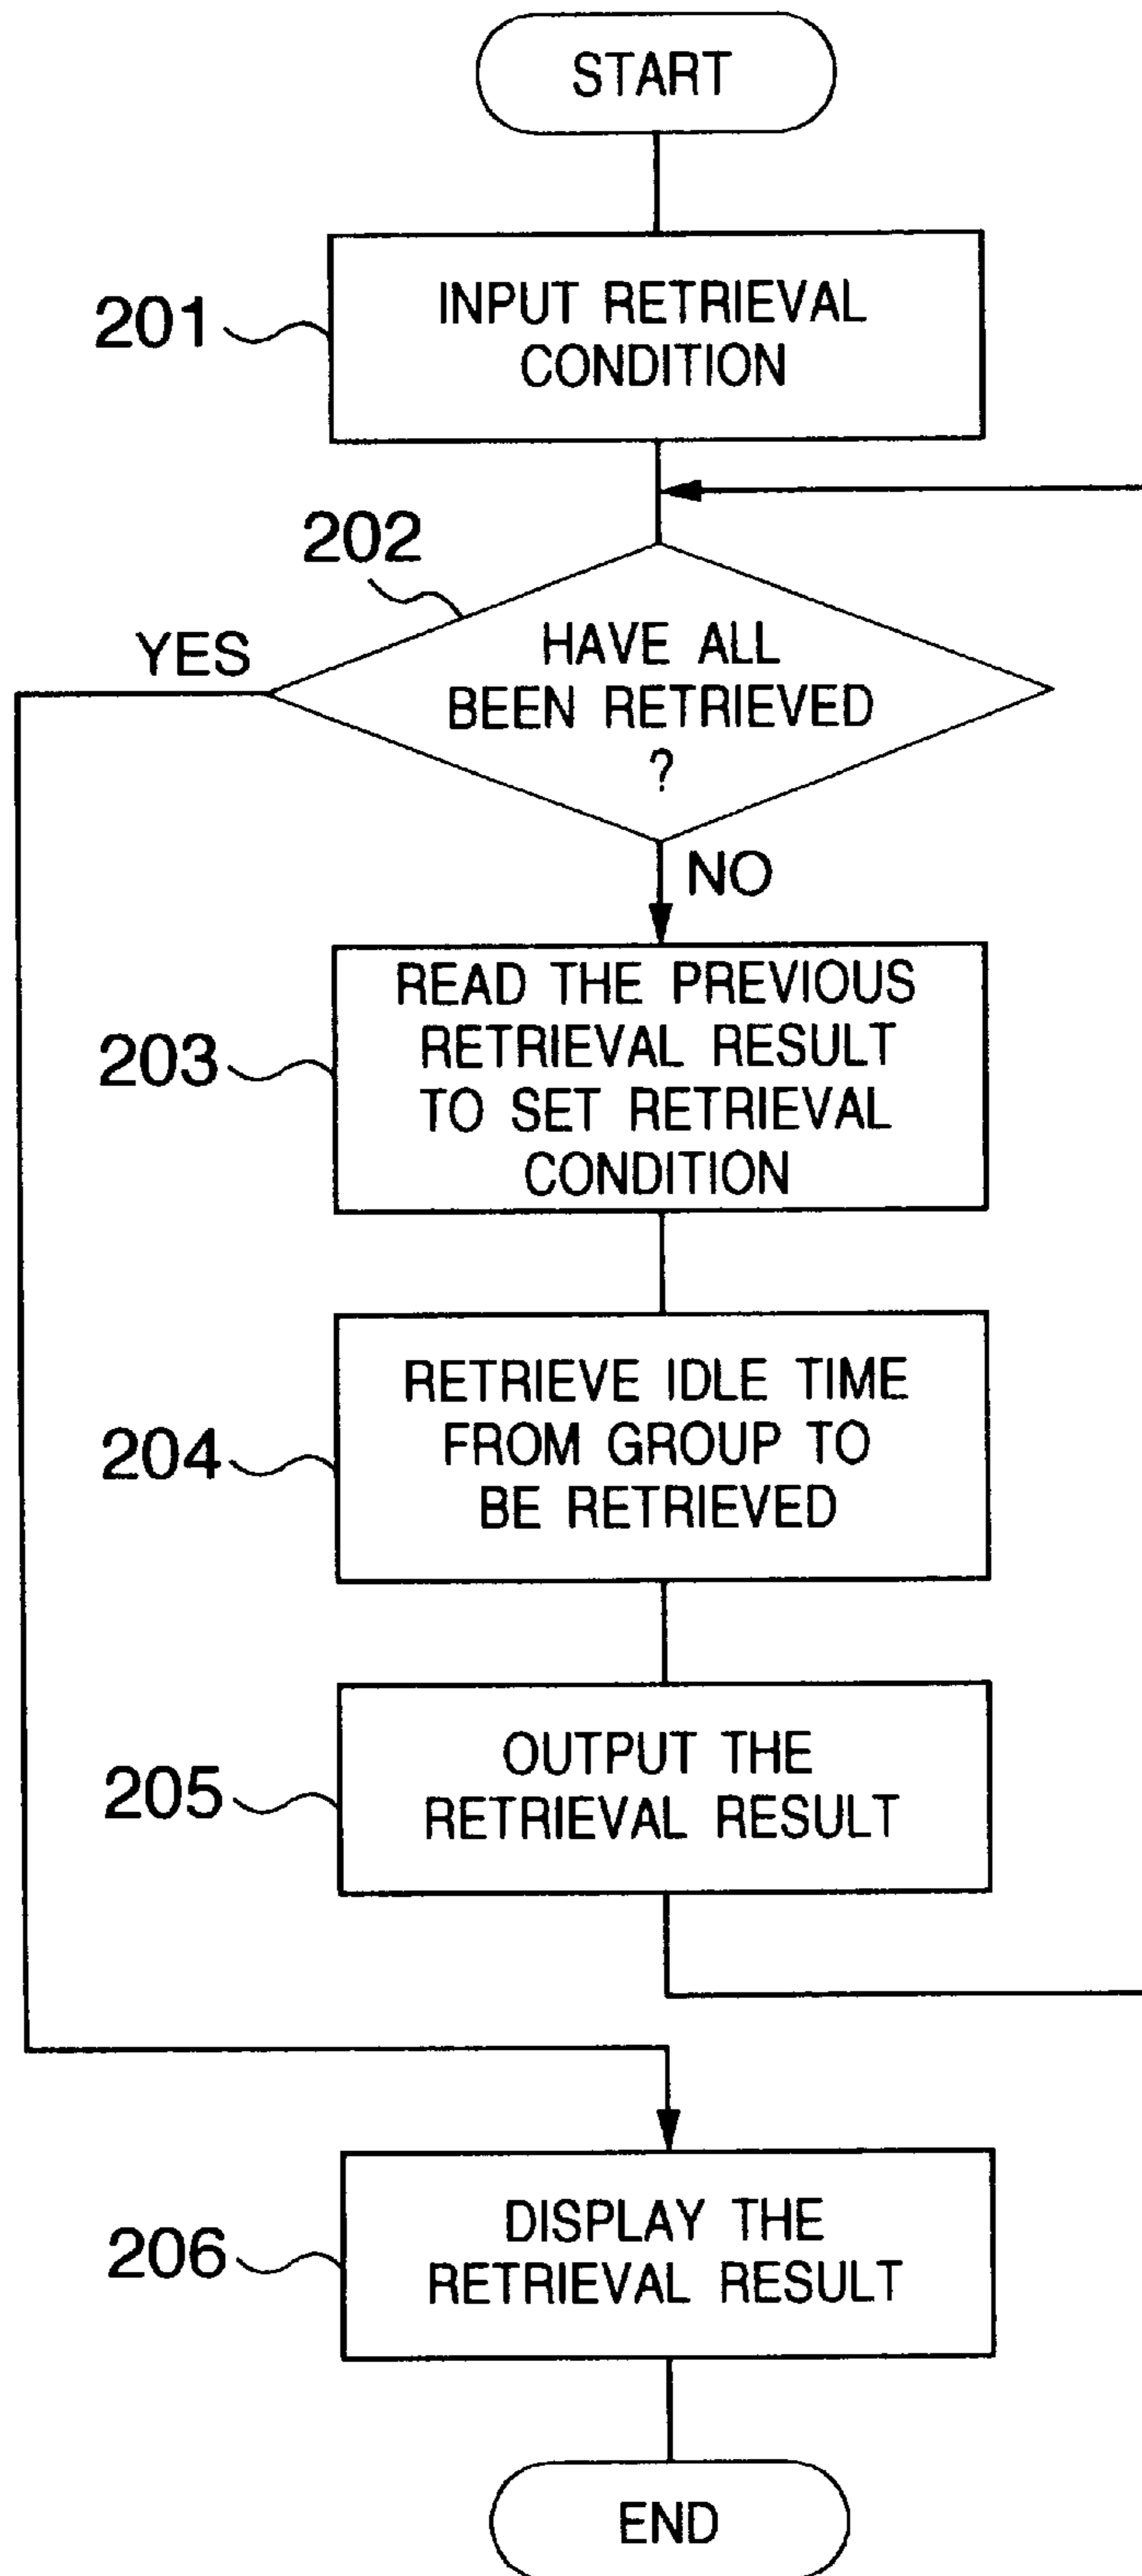 START
201
INPUT RETRIEVAL
CONDITION
202
YES
HAVE ALL
BEEN RETRIEVED
?
NO
203
READ THE PREVIOUS
RETRIEVAL RESULT
TO SET RETRIEVAL
CONDITION
204
RETRIEVE IDLE TIME
FROM GROUP TO
BE RETRIEVED
205
OUTPUT THE
RETRIEVAL RESULT
206
DISPLAY THE
RETRIEVAL RESULT
END